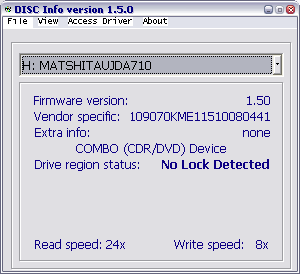 DISC Info version 1.5.0
File View Access Driver About
H: MATSHITAUJDA710
Firmware version: 1.50
Vendor specific: 109070KME11510080441
Extra info: none
COMBO (CDR/DVD) Device
Drive region status: No Lock Detected
Read speed: 24x Write speed: 8x